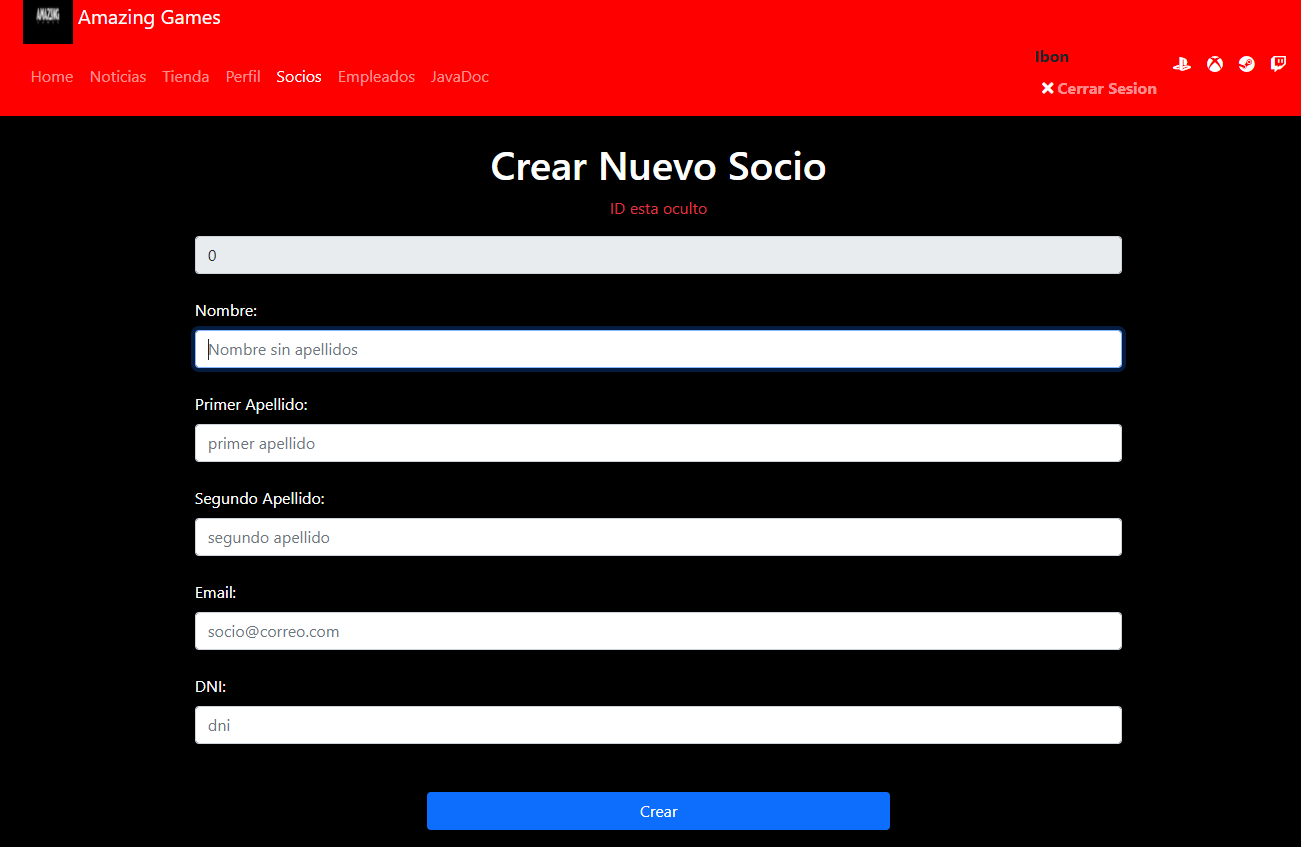 AMAZING
Amazing Games
Home Noticias Tienda Perfil Socios Empleados JavaDoc
Ibon
Cerrar Sesion
Crear Nuevo Socio
ID esta oculto
0
Nombre:
Nombre sin apellidos
Primer Apellido:
primer apellido
Segundo Apellido:
segundo apellido
Email:
socio@correo.com
DNI:
dni
Crear